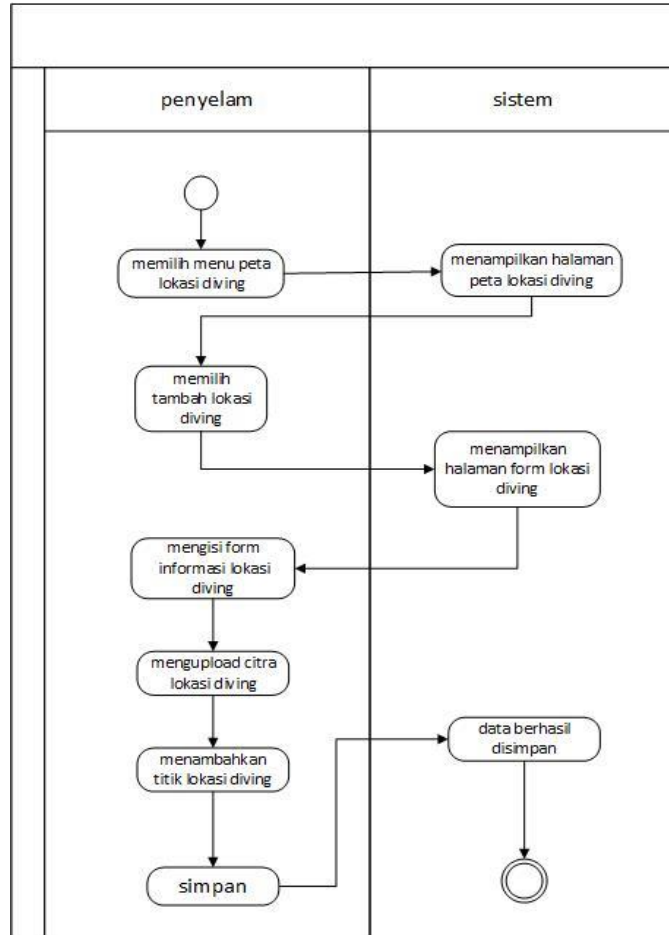 penyelam
sistem
memilih menu peta
lokasi diving
menampilkan halaman
peta lokasi diving
memilih
tambah lokasi
diving
menampilkan
halaman form lokasi
diving
mengisi form
informasi lokasi
diving
mengupload citra
lokasi diving
menambahkan
titik lokasi diving
simpan
data berhasil
disimpan